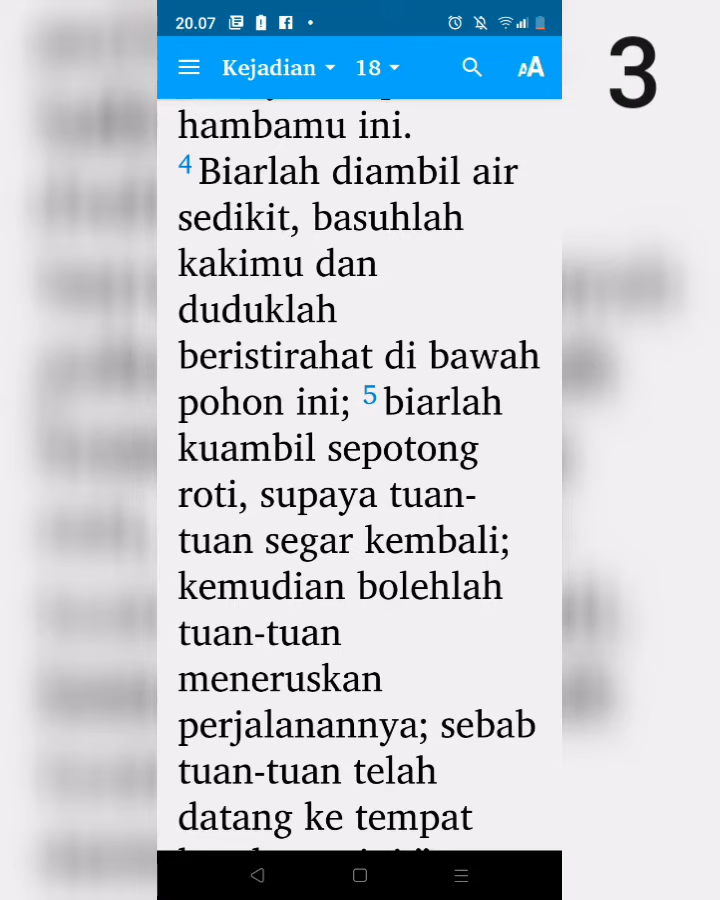 20.07
Kejadian 18 AA
3
hambamu ini.
4 Biarlah diambil air
sedikit, basuhlah
kakimu dan
duduklah
beristirahat di bawah
pohon ini; 5 biarlah
kuambil sepotong
roti, supaya tuan-
tuan segar kembali;
kemudian bolehlah
tuan-tuan
meneruskan
perjalanannya; sebab
tuan-tuan telah
datang ke tempat